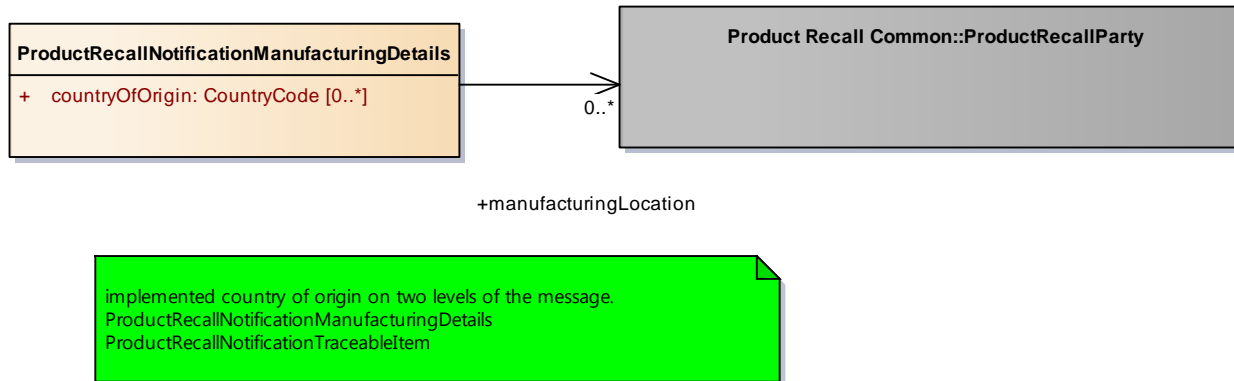 ProductRecallNotificationManufacturingDetails
+ countryOfOrigin: CountryCode [0..*]
Product Recall Common::ProductRecallParty
0..*
+manufacturingLocation
implemented country of origin on two levels of the message.
ProductRecallNotificationManufacturingDetails
ProductRecallNotificationTraceableItem